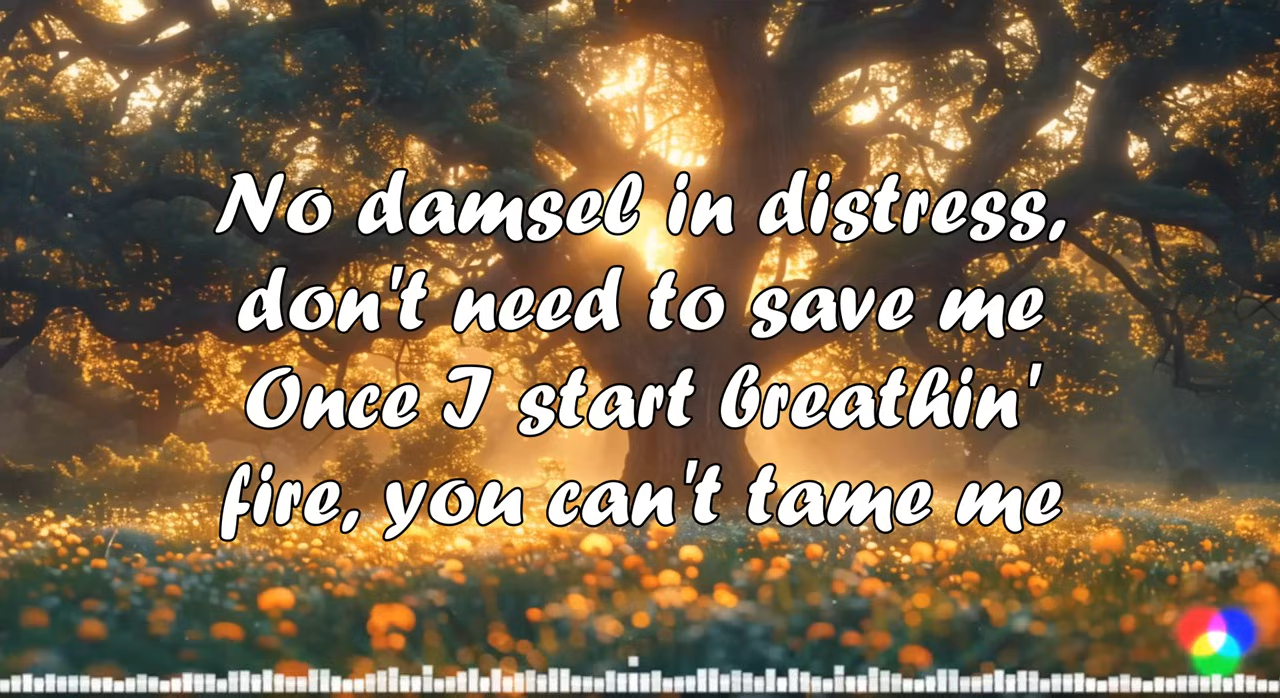 No damsel in distress,
don't need to save me
Once I start breathin'
fire, you can't tame me